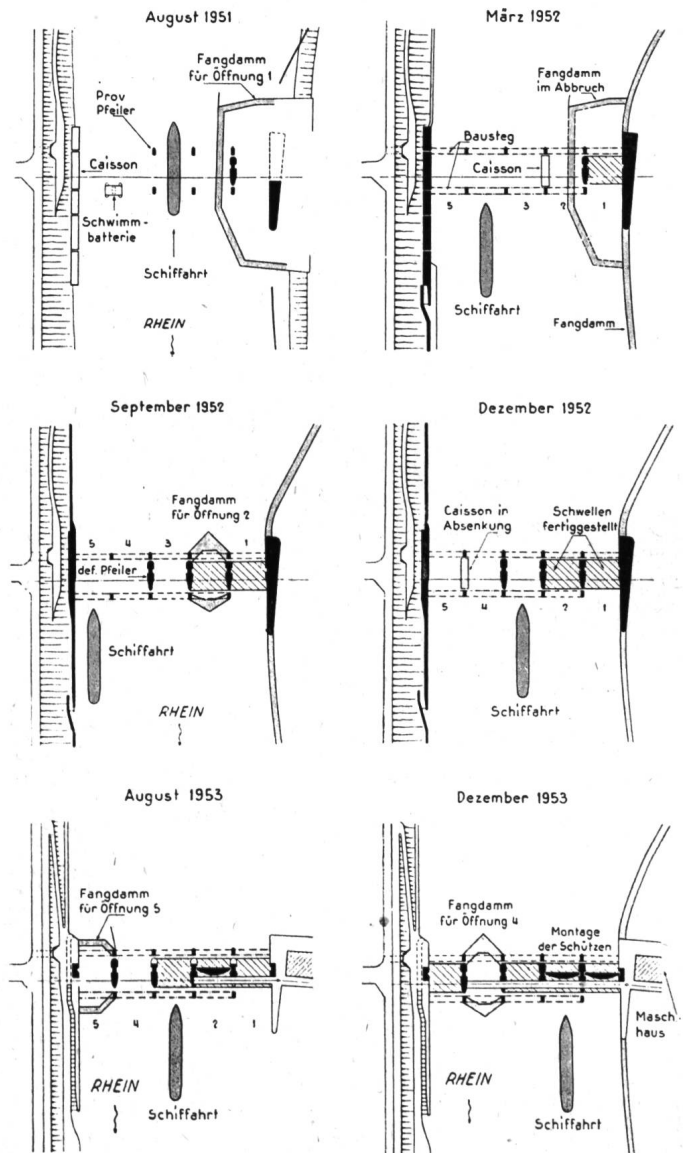 August 1951
Fangdamm
für Öffnung 1
Prov
Pfeiler
Caisson
Schwimm-
batterie
Schiffahrt
RHEIN
März 1952
Fangdamm
im Abbruch
Bausteg
Caisson
5 3 2 1
Schiffahrt
Fangdamm
September 1952
Fangdamm
für Öffnung 2
5 4 3 1
def. Pfeiler
Schiffahrt
RHEIN
Dezember 1952
Caisson in
Absenkung
Schwellen
fertiggestellt
5 4 2 1
Schiffahrt
August 1953
Fangdamm
für Öffnung 5
5 4 2 1
RHEIN
Schiffahrt
Dezember 1953
Fangdamm
für Öffnung 4
Montage
der Schützen
Masch.-
haus
RHEIN
Schiffahrt